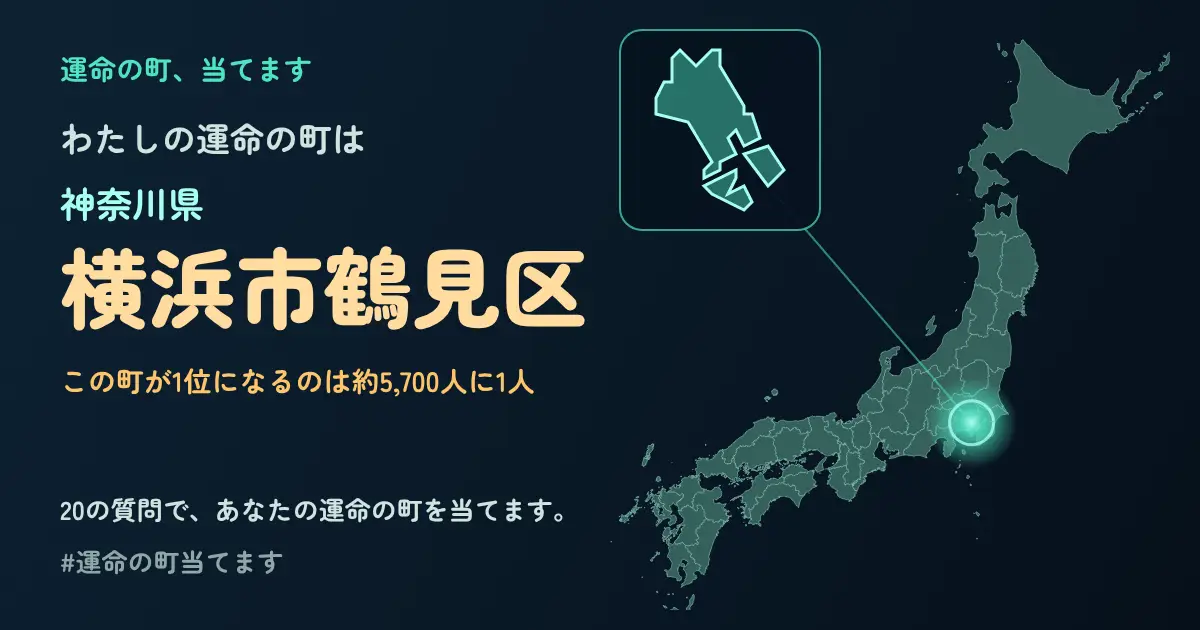 運命の町、当てます
わたしの運命の町は
神奈川県
横浜市鶴見区
この町が1位になるのは約5,700人に1人
20の質問で、あなたの運命の町を当てます。
#運命の町当てます